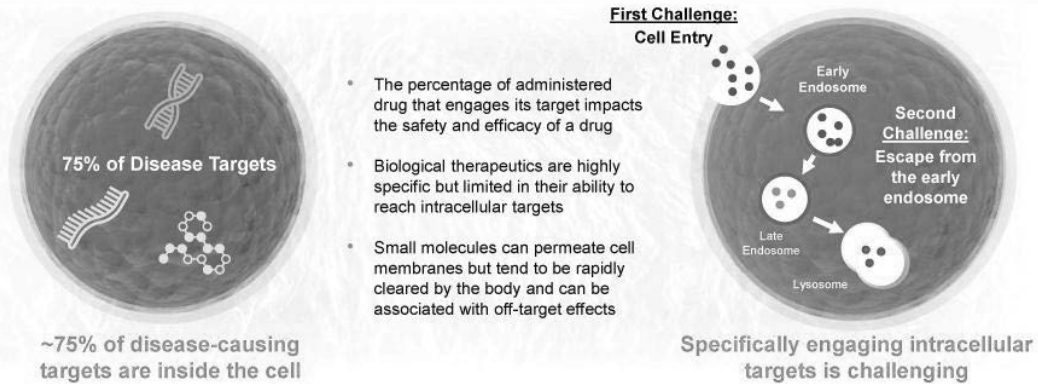 75% of Disease Targets
~75% of disease-causing
targets are inside the cell
• The percentage of administered
drug that engages its target impacts
the safety and efficacy of a drug
• Biological therapeutics are highly
specific but limited in their ability to
reach intracellular targets
• Small molecules can permeate cell
membranes but tend to be rapidly
cleared by the body and can be
associated with off-target effects
First Challenge:
Cell Entry
Early
Endosome
Second
Challenge:
Escape from
the early
endosome
Late
Endosome
Lysosome
Specifically engaging intracellular
targets is challenging